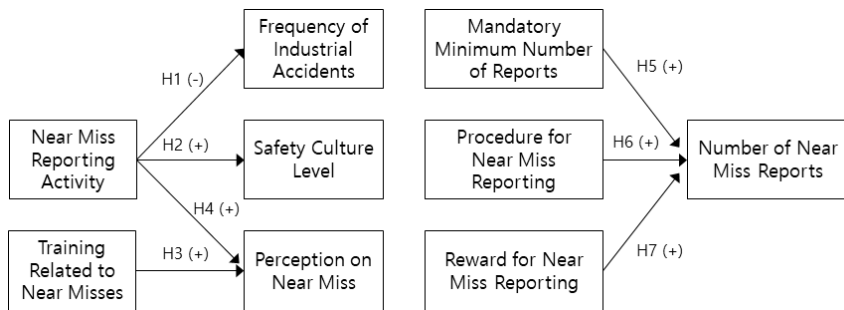 Frequency of
Industrial
Accidents
Mandatory
Minimum Number
of Reports
H1 (-)
H5 (+)
Near Miss
Reporting
Activity
H2 (+)
Safety Culture
Level
Procedure for
Near Miss
Reporting
H6 (+)
Number of Near
Miss Reports
H4 (+)
Training
Related to
Near Misses
H3 (+)
Perception on
Near Miss
Reward for Near
Miss Reporting
H7 (+)